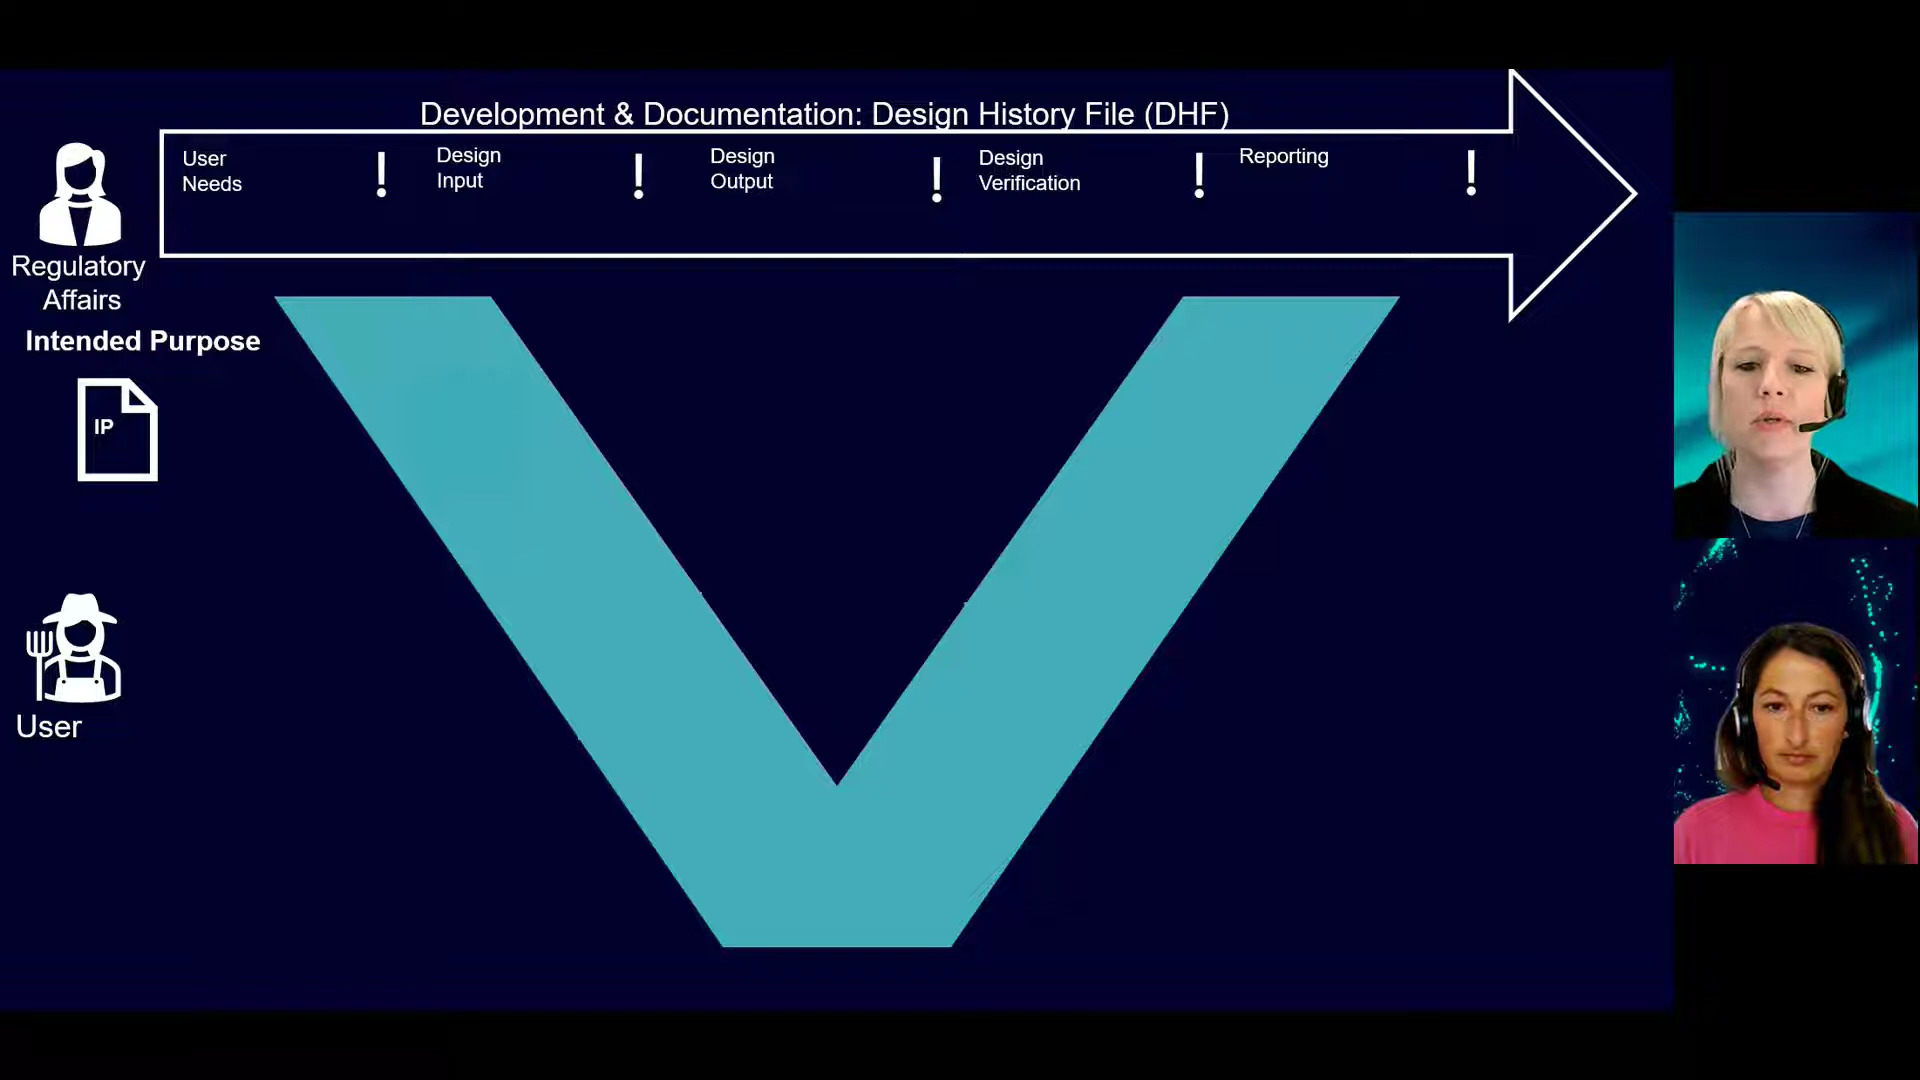 Development & Documentation: Design History File (DHF)
User
Needs
!
Design
Input
!
Design
Output
!
Design
Verification
!
Reporting
!
Regulatory
Affairs
Intended Purpose
IP
User